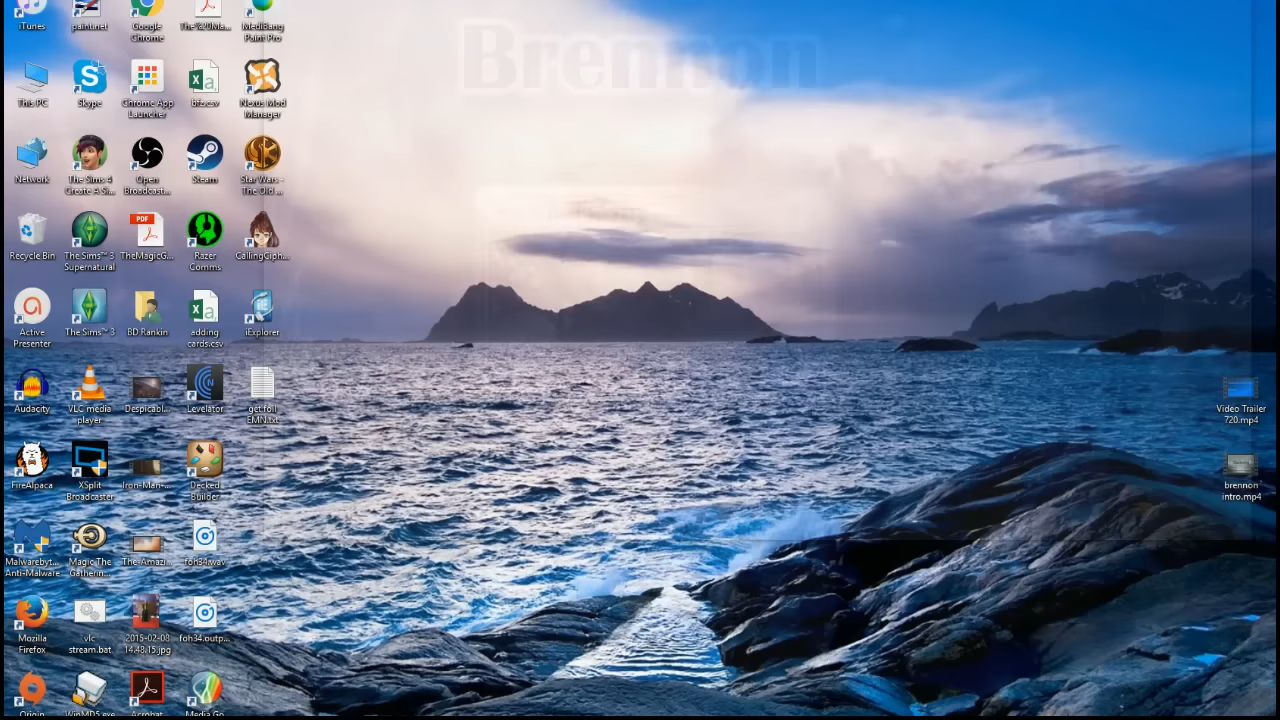 Brennon
iTunes
paint.net
Google
Chrome
The%20Ma...
MediBang
Paint Pro
This PC
Skype
Chrome App
Launcher
bfz.csv
Nexus Mod
Manager
Network
The Sims 4
Create A Si...
Open
Broadcast...
Steam
Star Wars -
The Old ...
Recycle Bin
The Sims™ 3
Supernatural
PDF
TheMagicG...
Razer
Comms
CallingCiph...
Active
Presenter
The Sims™ 3
BD Rankin
adding
cards.csv
iExplorer
Audacity
VLC media
player
Despicabl...
Levelator
get foil
EMN.txt
Video Trailer
720.mp4
FireAlpaca
XSplit
Broadcaster
Iron-Man-...
Decked
Builder
brennon
intro.mp4
Malwarebyt...
Anti-Malware
Magic The
Gatherin...
The-Amazi...
foh34.wav
Mozilla
Firefox
vlc
stream.bat
2015-02-08
14.48.15.jpg
foh34.outp...
Origin
WinMD5.exe
Acrobat
Media Go